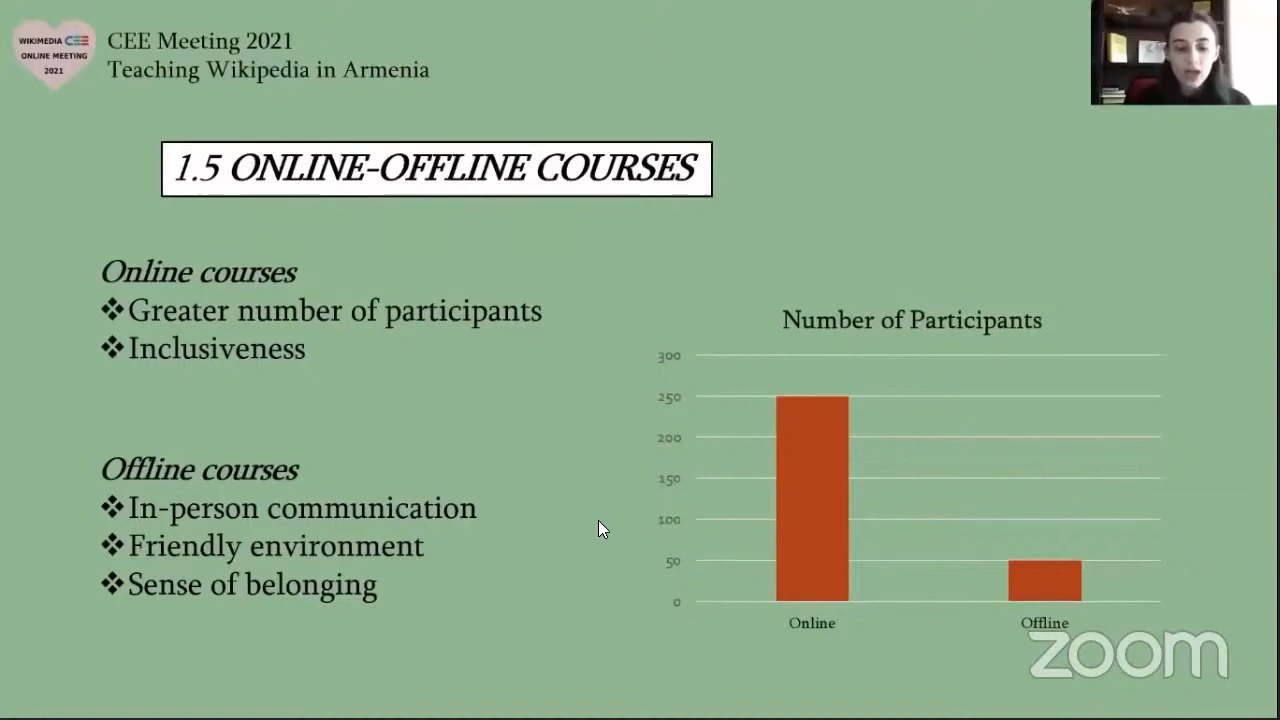 WIKIMEDIA CEE
ONLINE MEETING
2021
CEE Meeting 2021
Teaching Wikipedia in Armenia
1.5 ONLINE-OFFLINE COURSES
Online courses
❖Greater number of participants
❖Inclusiveness
Offline courses
❖In-person communication
❖Friendly environment
❖Sense of belonging
Number of Participants
300
250
200
150
100
50
0
Online Offline
zoom